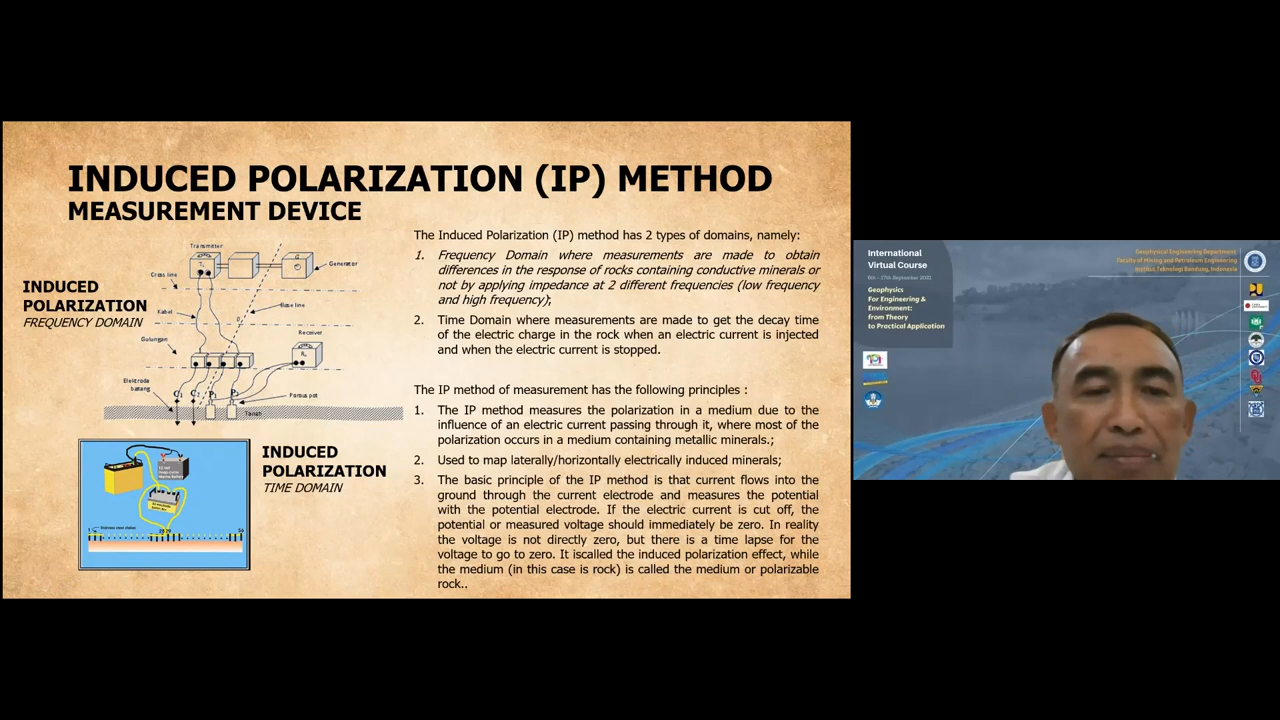 INDUCED POLARIZATION (IP) METHOD
MEASUREMENT DEVICE
INDUCED
POLARIZATION
FREQUENCY DOMAIN
Transmitter
Generator
Cross line
Base line
Kabel
Receiver
Gulungan
Elektroda
batang
C₁ C₂ P₁ P₂
Porous pot
Tanah
INDUCED
POLARIZATION
TIME DOMAIN
The Induced Polarization (IP) method has 2 types of domains, namely:
1. Frequency Domain where measurements are made to obtain
differences in the response of rocks containing conductive minerals or
not by applying impedance at 2 different frequencies (low frequency
and high frequency);
2. Time Domain where measurements are made to get the decay time
of the electric charge in the rock when an electric current is injected
and when the electric current is stopped.
The IP method of measurement has the following principles :
1. The IP method measures the polarization in a medium due to the
influence of an electric current passing through it, where most of the
polarization occurs in a medium containing metallic minerals.;
2. Used to map laterally/horizontally electrically induced minerals;
3. The basic principle of the IP method is that current flows into the
ground through the current electrode and measures the potential
with the potential electrode. If the electric current is cut off, the
potential or measured voltage should immediately be zero. In reality
the voltage is not directly zero, but there is a time lapse for the
voltage to go to zero. It iscalled the induced polarization effect, while
the medium (in this case is rock) is called the medium or polarizable
rock..
International
Virtual Course
6th - 17th September 2021
Geophysics
For Engineering &
Environment:
from Theory
to Practical Application
Geophysical Engineering Department
Faculty of Mining and Petroleum Engineering
Institut Teknologi Bandung, Indonesia